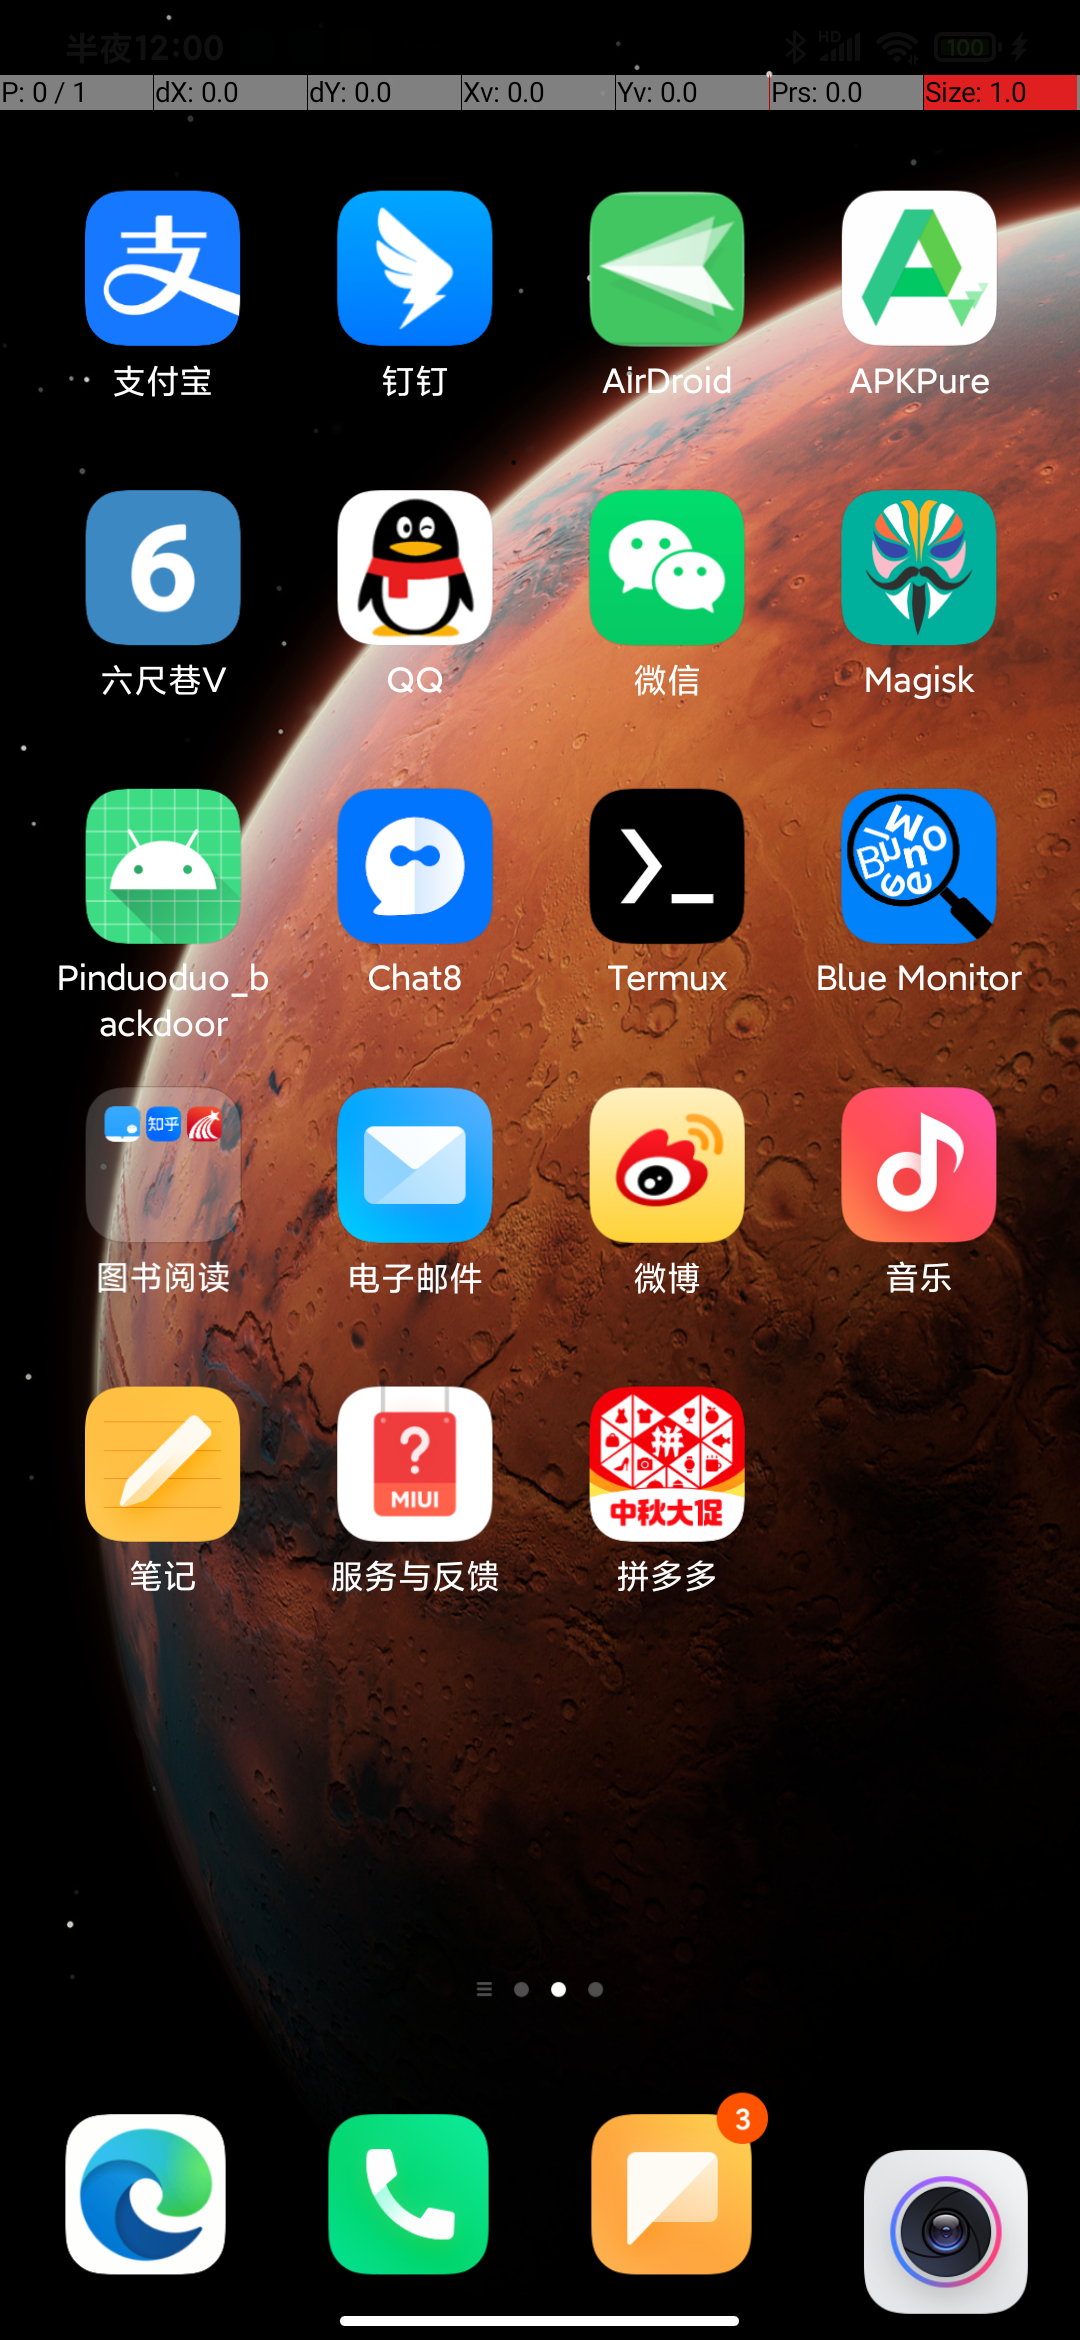 半夜12:00
HD
100
P: 0 / 1
dX: 0.0
dY: 0.0
Xv: 0.0
Yv: 0.0
Prs: 0.0
Size: 1.0
支
支付宝
钉钉
AirDroid
APKPure
6
六尺巷V
QQ
微信
Magisk
Pinduoduo_b
ackdoor
Chat8
Termux
Blue Monitor
知乎
图书阅读
电子邮件
微博
音乐
笔记
?
MIUI
服务与反馈
拼
中秋大促
拼多多
3